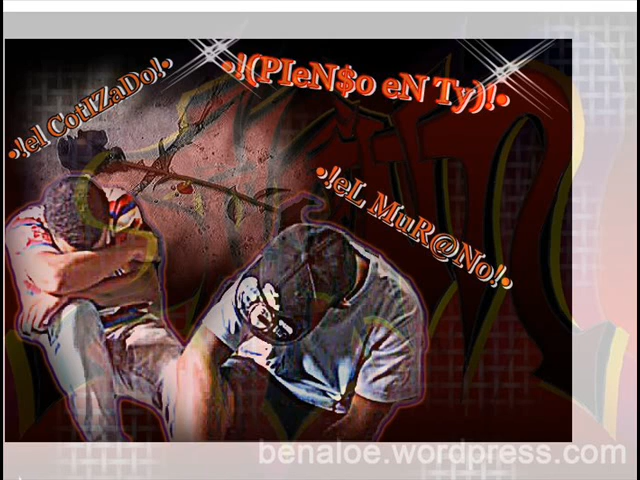 •!el CotIZaDo!•
•!(PIeN$o eN Ty)!•
•!eL MuR@No!•
benaloe.wordpress.com